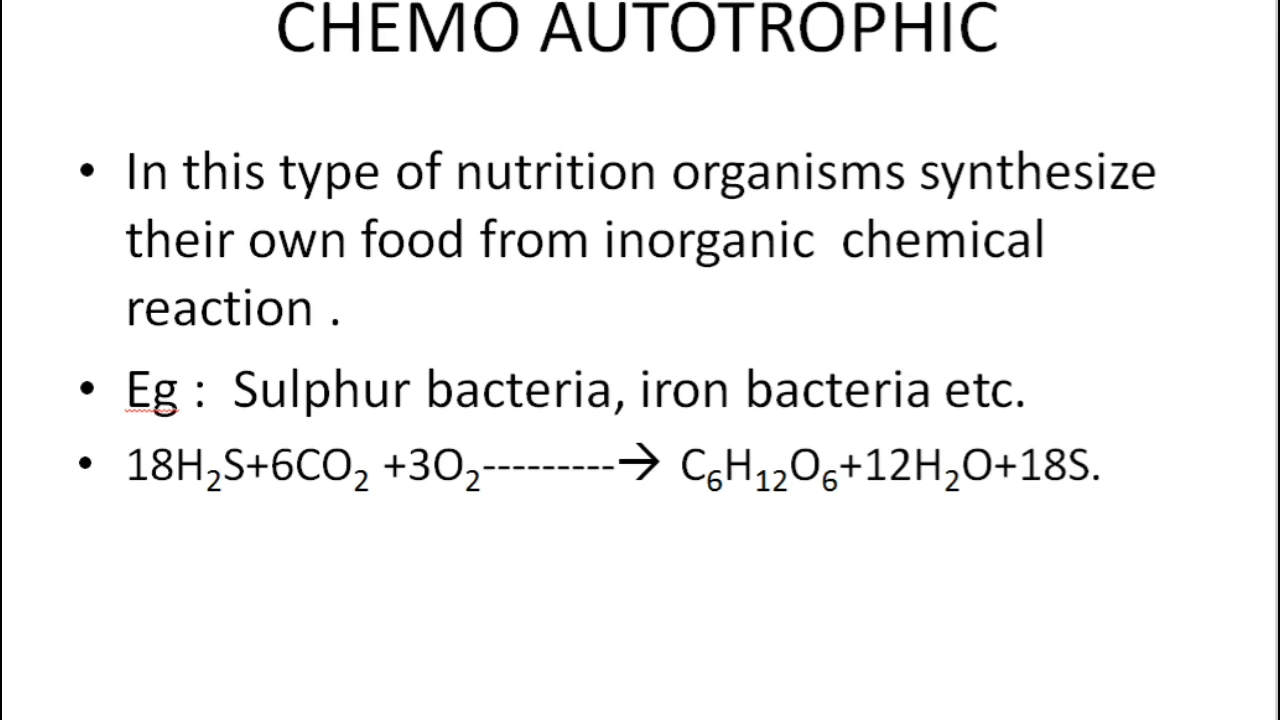 CHEMO AUTOTROPHIC
• In this type of nutrition organisms synthesize
their own food from inorganic  chemical
reaction .
• Eg :  Sulphur bacteria, iron bacteria etc.
• 18H₂S+6CO₂ +3O₂---------→ C₆H₁₂O₆+12H₂O+18S.